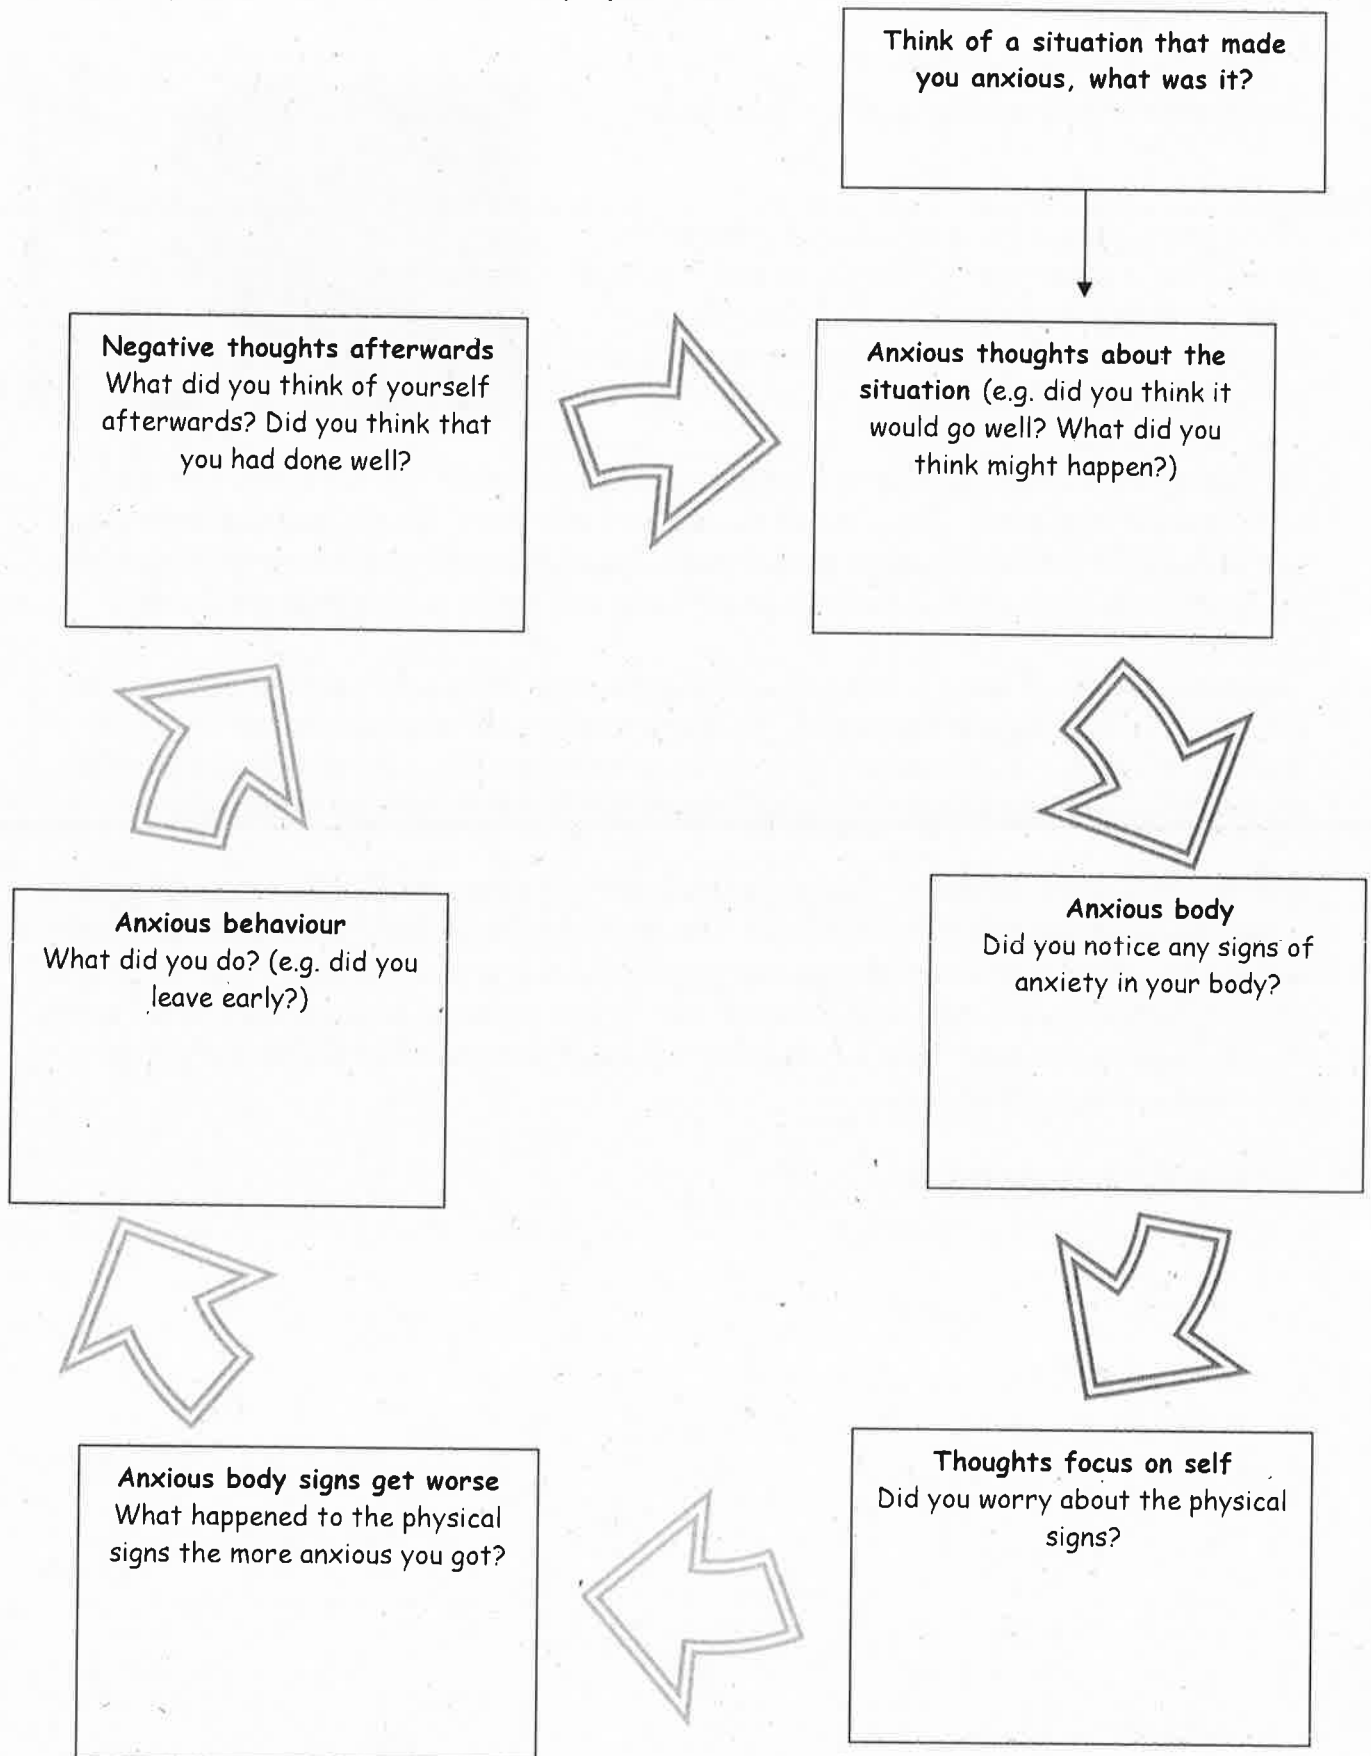 Think of a situation that made
you anxious, what was it?
Anxious thoughts about the
situation (e.g. did you think it
would go well? What did you
think might happen?)
Anxious body
Did you notice any signs of
anxiety in your body?
Thoughts focus on self
Did you worry about the physical
signs?
Anxious body signs get worse
What happened to the physical
signs the more anxious you got?
Anxious behaviour
What did you do? (e.g. did you
leave early?)
Negative thoughts afterwards
What did you think of yourself
afterwards? Did you think that
you had done well?